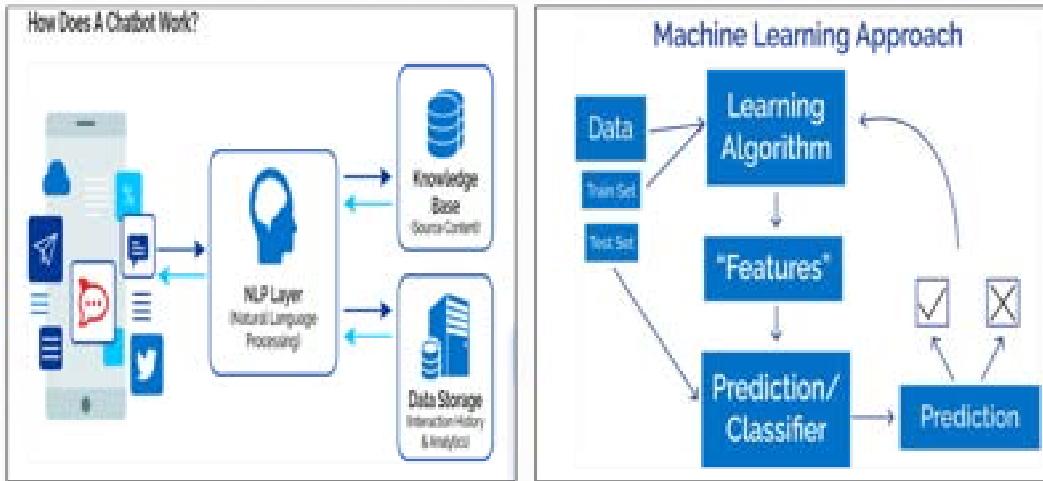 How Does A Chatbot Work?
Knowledge
Base
(Source Content)
NLP Layer
(Natural Language
Processing)
Data Storage
(Interaction History
& Analytics)
Machine Learning Approach
Data
Train Set
Test Set
Learning
Algorithm
"Features"
Prediction/
Classifier
Prediction